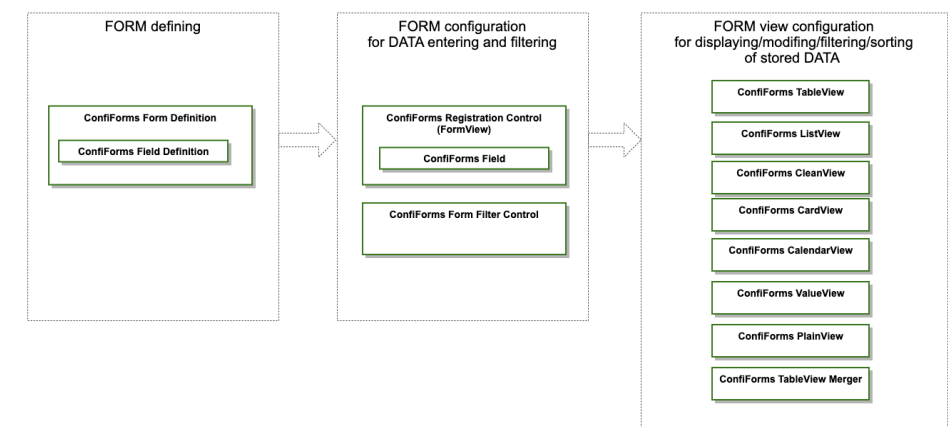 FORM defining
ConfiForms Form Definition
ConfiForms Field Definition
FORM configuration
for DATA entering and filtering
ConfiForms Registration Control
(FormView)
ConfiForms Field
ConfiForms Form Filter Control
FORM view configuration
for displaying/modifing/filtering/sorting
of stored DATA
ConfiForms TableView
ConfiForms ListView
ConfiForms CleanView
ConfiForms CardView
ConfiForms CalendarView
ConfiForms ValueView
ConfiForms PlainView
ConfiForms TableView Merger